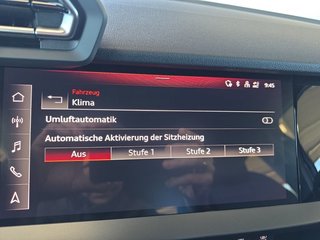 9:45
Fahrzeug
Klima
Umluftautomatik
Automatische Aktivierung der Sitzheizung
Aus Stufe 1 Stufe 2 Stufe 3